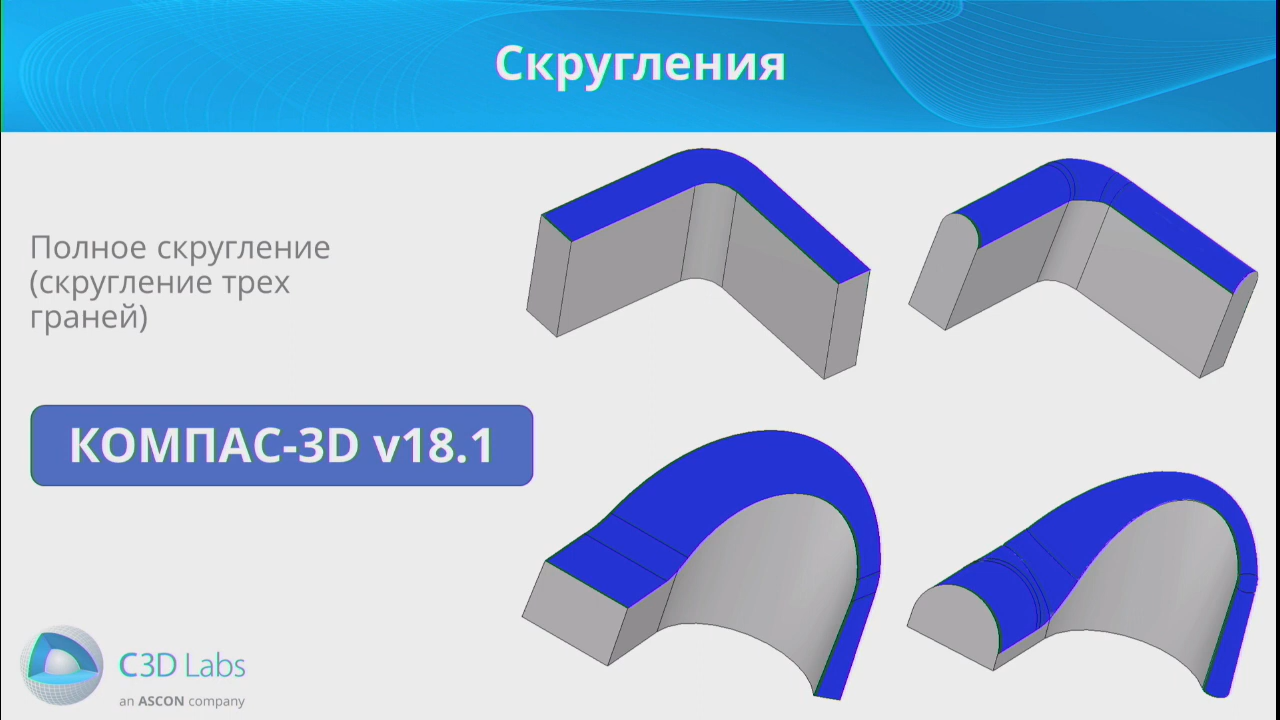 Скругления
Полное скругление
(скругление трех
граней)
КОМПАС-3D v18.1
C3D Labs
an ASCON company